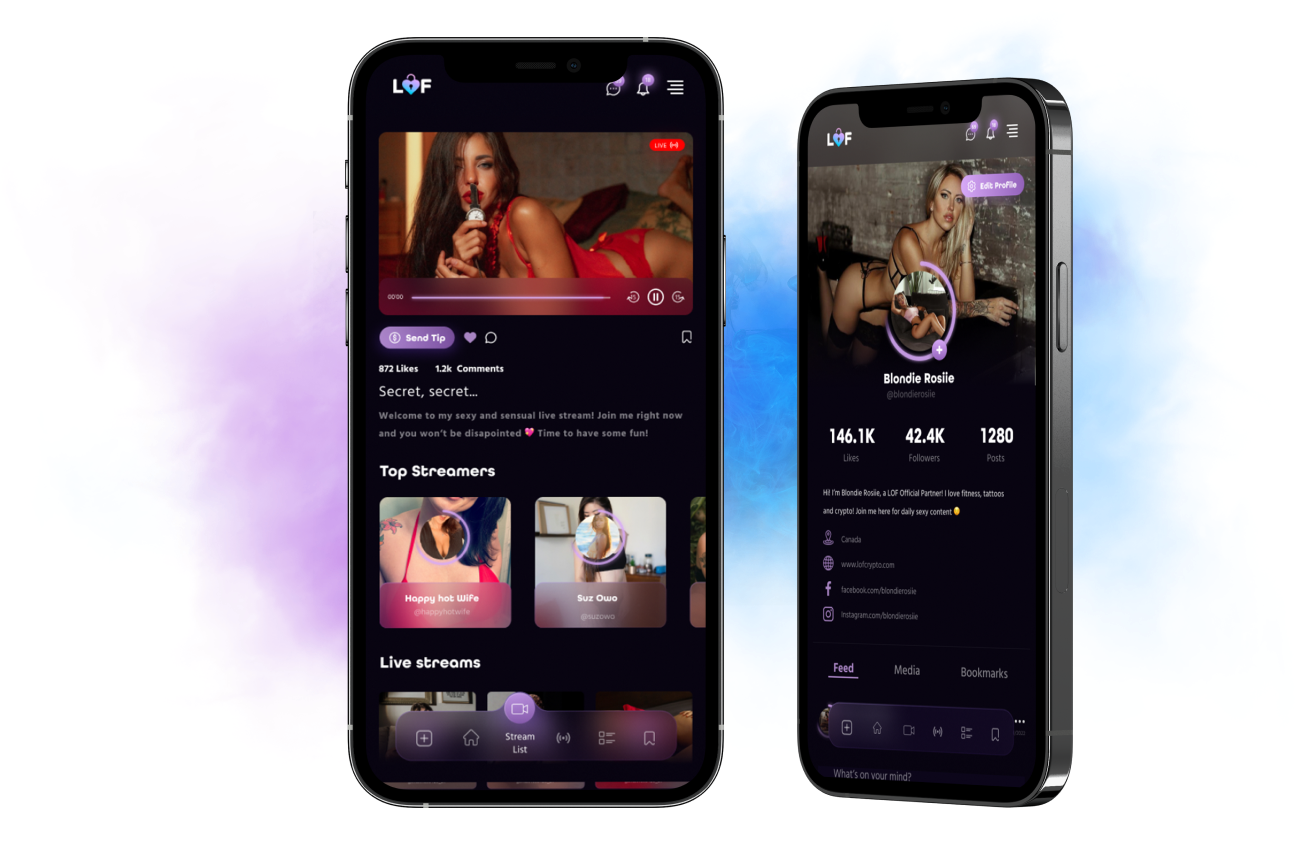 LOF
LIVE
00:00
15
15
Send Tip
872 Likes
1.2k Comments
Secret, secret...
Welcome to my sexy and sensual live stream! Join me right now
and you won't be disapointed 💖 Time to have some fun!
Top Streamers
Happy hot Wife
@happyhotwife
Suz Owo
@suzowo
Live streams
Stream
List
LOF
Edit Profile
Blondie Rosiie
@blondierosiie
146.1K
42.4K
1280
Likes
Followers
Posts
Hi! I'm Blondie Rosiie, a LOF Official Partner! I love fitness, tattoos
and crypto! Join me here for daily sexy content 😏
Canada
www.lofcrypto.com
facebook.com/blondierosiie
Instagram.com/blondierosiie
Feed
Media
Bookmarks
What's on your mind?